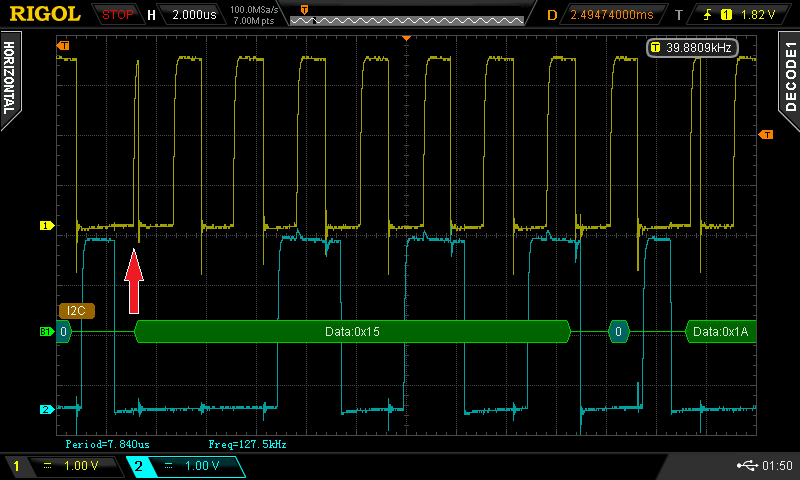 RIGOL STOP H 2.000us 100.0MSa/s 7.00M pts T D 2.49474000ms T 1 1.82 V
HORIZONTAL
DECODE1
T
T 39.8809kHz
T
1
I2C
B1 0 Data:0x15 0 Data:0x1A
2
Period=7.840us Freq=127.5kHz
1 1.00 V 2 1.00 V 01:50